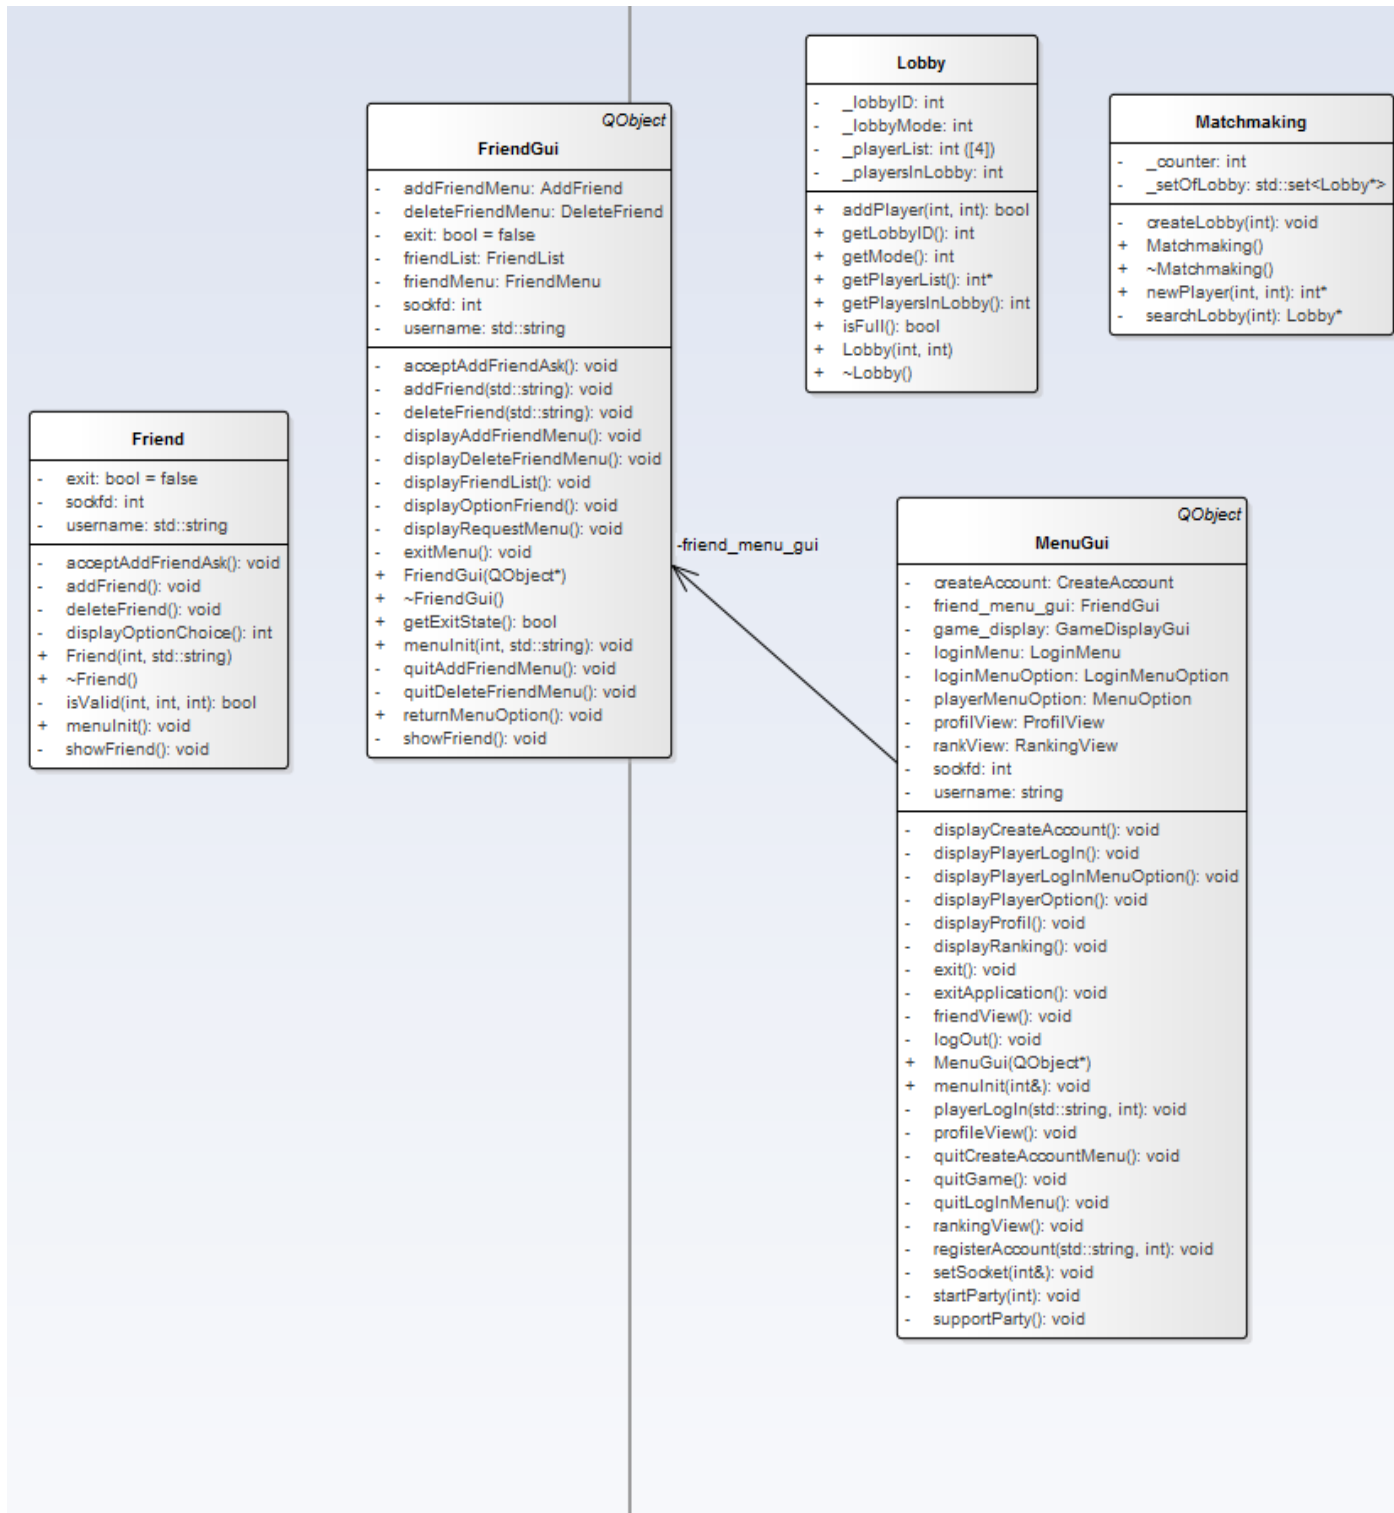 Lobby
- _lobbyID: int
- _lobbyMode: int
- _playerList: int ([4])
- _playersInLobby: int
+ addPlayer(int, int): bool
+ getLobbyID(): int
+ getMode(): int
+ getPlayerList(): int*
+ getPlayersInLobby(): int
+ isFull(): bool
+ Lobby(int, int)
+ ~Lobby()
Matchmaking
- _counter: int
- _setOfLobby: std::set<Lobby*>
- createLobby(int): void
+ Matchmaking()
+ ~Matchmaking()
+ newPlayer(int, int): int*
- searchLobby(int): Lobby*
QObject
FriendGui
- addFriendMenu: AddFriend
- deleteFriendMenu: DeleteFriend
- exit: bool = false
- friendList: FriendList
- friendMenu: FriendMenu
- sockfd: int
- username: std::string
- acceptAddFriendAsk(): void
- addFriend(std::string): void
- deleteFriend(std::string): void
- displayAddFriendMenu(): void
- displayDeleteFriendMenu(): void
- displayFriendList(): void
- displayOptionFriend(): void
- displayRequestMenu(): void
- exitMenu(): void
+ FriendGui(QObject*)
+ ~FriendGui()
+ getExitState(): bool
+ menuInit(int, std::string): void
- quitAddFriendMenu(): void
- quitDeleteFriendMenu(): void
+ returnMenuOption(): void
- showFriend(): void
Friend
- exit: bool = false
- sockfd: int
- username: std::string
- acceptAddFriendAsk(): void
- addFriend(): void
- deleteFriend(): void
- displayOptionChoice(): int
+ Friend(int, std::string)
+ ~Friend()
- isValid(int, int, int): bool
+ menuInit(): void
- showFriend(): void
-friend_menu_gui
QObject
MenuGui
- createAccount: CreateAccount
- friend_menu_gui: FriendGui
- game_display: GameDisplayGui
- loginMenu: LoginMenu
- loginMenuOption: LoginMenuOption
- playerMenuOption: MenuOption
- profilView: ProfilView
- rankView: RankingView
- sockfd: int
- username: string
- displayCreateAccount(): void
- displayPlayerLogIn(): void
- displayPlayerLogInMenuOption(): void
- displayPlayerOption(): void
- displayProfil(): void
- displayRanking(): void
- exit(): void
- exitApplication(): void
- friendView(): void
- logOut(): void
+ MenuGui(QObject*)
+ menuInit(int&): void
- playerLogIn(std::string, int): void
- profileView(): void
- quitCreateAccountMenu(): void
- quitGame(): void
- quitLogInMenu(): void
- rankingView(): void
- registerAccount(std::string, int): void
- setSocket(int&): void
- startParty(int): void
- supportParty(): void